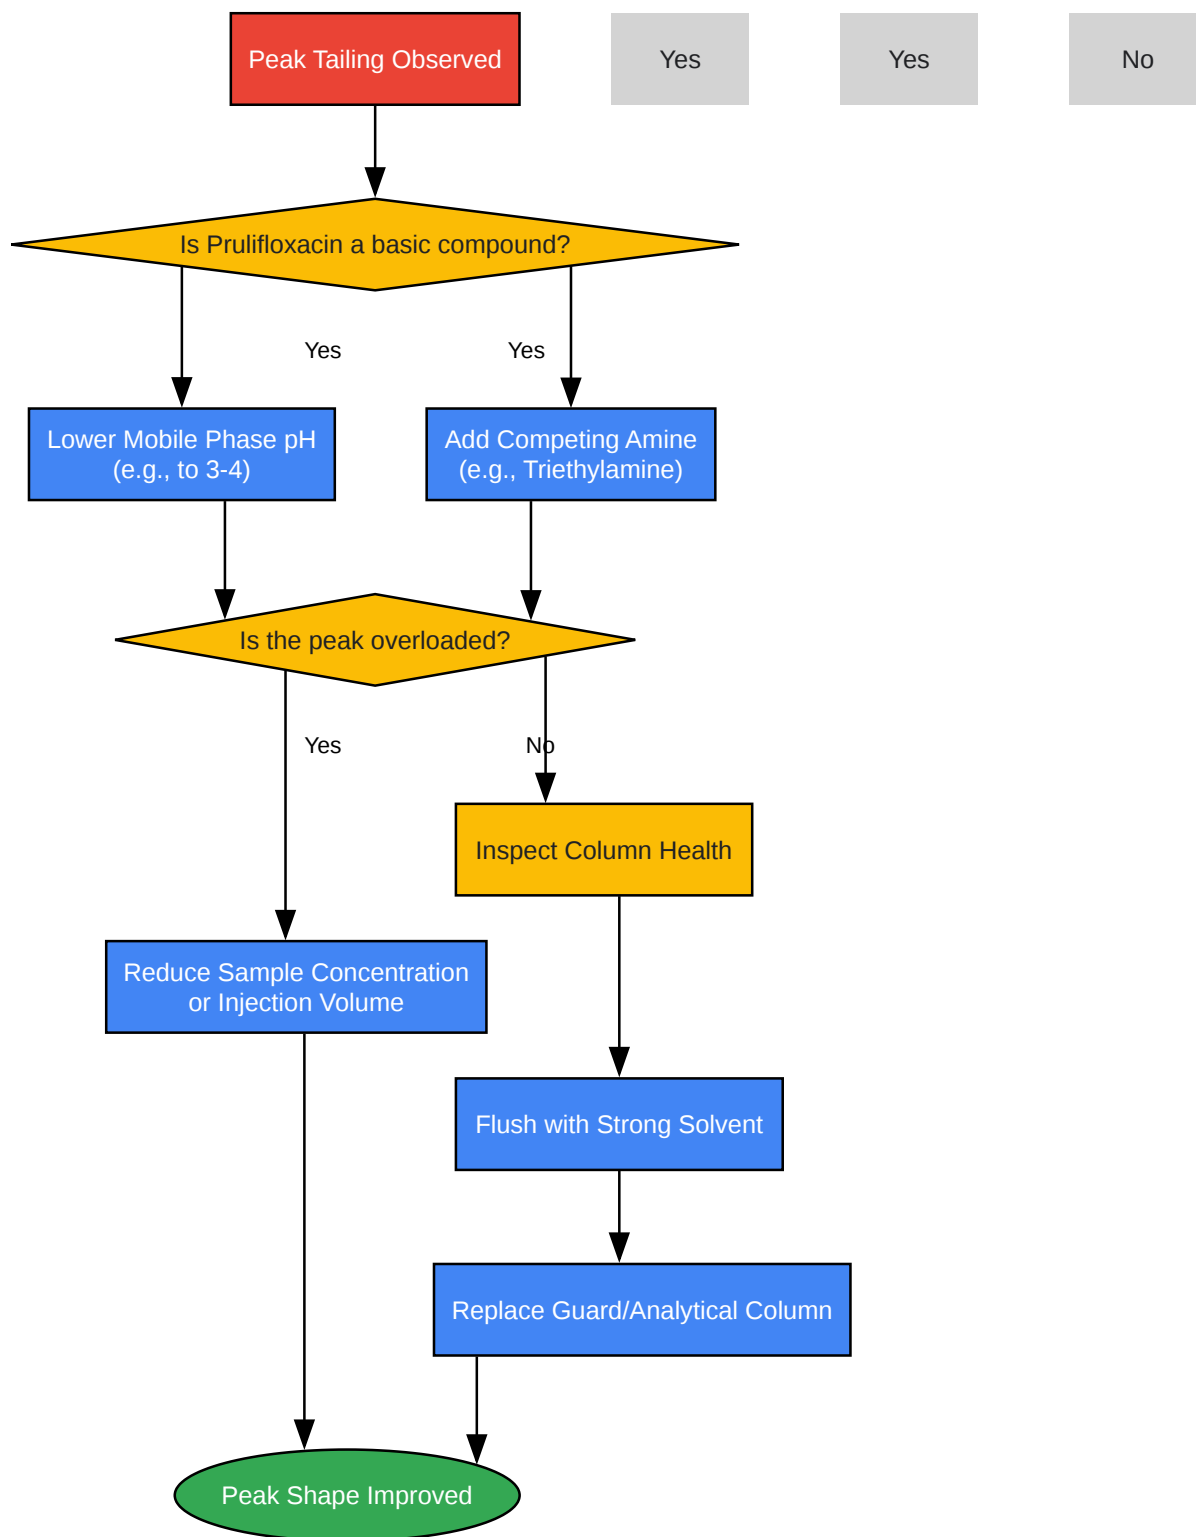 Peak Tailing Observed
Yes
Yes
No
Is Prulifloxacin a basic compound?
Yes
Yes
Lower Mobile Phase pH
(e.g., to 3-4)
Add Competing Amine
(e.g., Triethylamine)
Is the peak overloaded?
Yes
No
Inspect Column Health
Reduce Sample Concentration
or Injection Volume
Flush with Strong Solvent
Replace Guard/Analytical Column
Peak Shape Improved